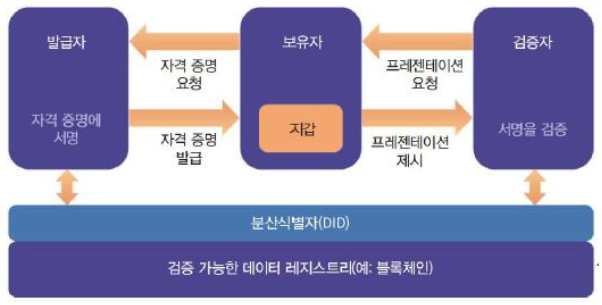 발급자
자격 증명에
서명
자격 증명
요청
자격 증명
발급
보유자
지갑
프레젠테이션
요청
프레젠테이션
제시
검증자
서명을 검증
분산식별자(DID)
검증 가능한 데이터 레지스트리(예: 블록체인)